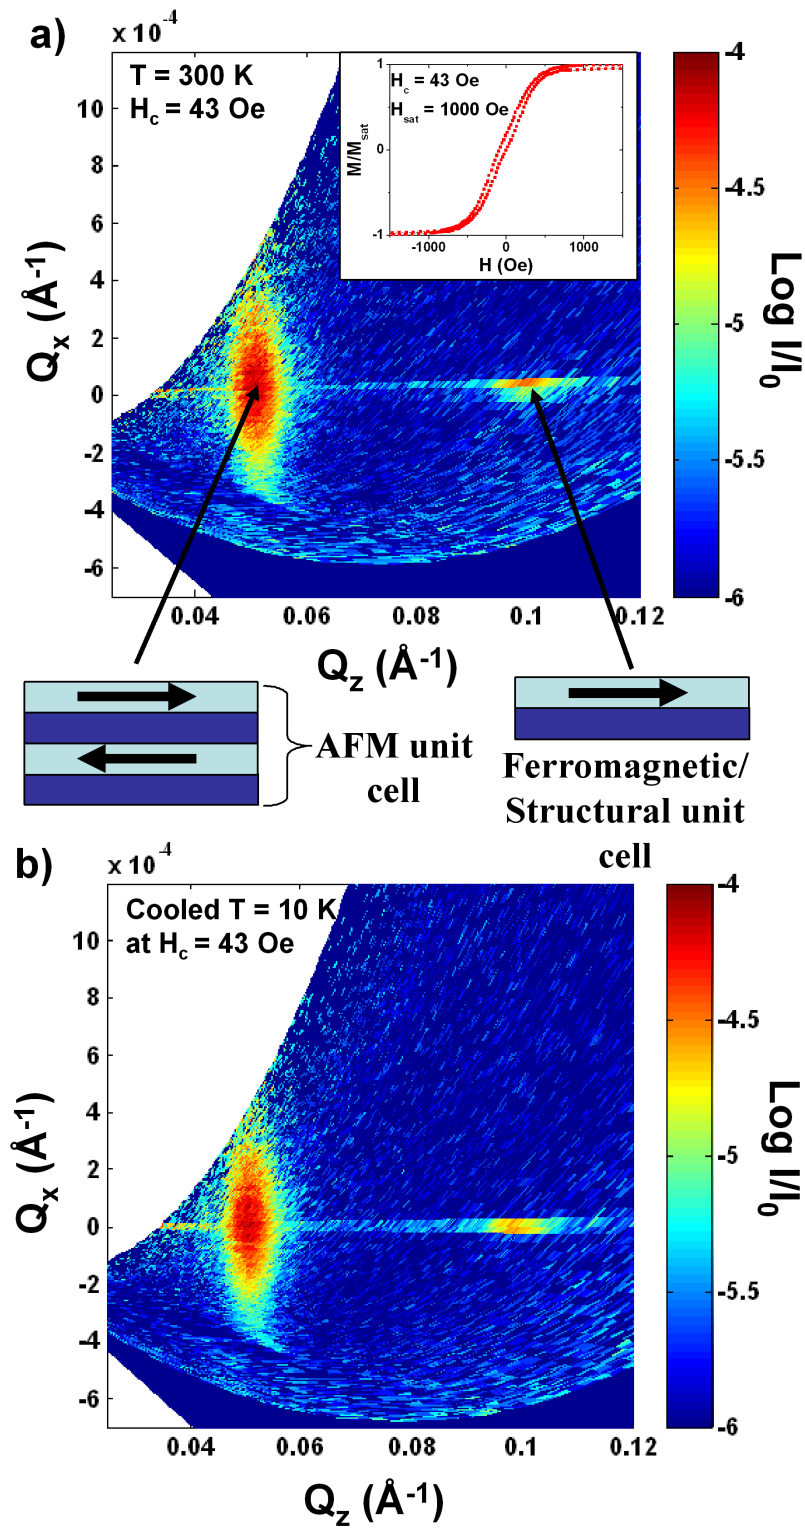 a)
x 10⁻⁴
T = 300 K
H_c = 43 Oe
10
8
6
4
2
0
-2
-4
-6
Q_x (Å⁻¹)
0.04
0.06
0.08
0.1
0.12
Q_z (Å⁻¹)
H_c = 43 Oe
H_sat = 1000 Oe
1
0
-1
M/M_sat
-1000
0
1000
H (Oe)
-4
-4.5
-5
-5.5
-6
Log I/I₀
AFM unit
cell
Ferromagnetic/
Structural unit
cell
b)
x 10⁻⁴
Cooled T = 10 K
at H_c = 43 Oe
10
8
6
4
2
0
-2
-4
-6
Q_x (Å⁻¹)
0.04
0.06
0.08
0.1
0.12
Q_z (Å⁻¹)
-4
-4.5
-5
-5.5
-6
Log I/I₀